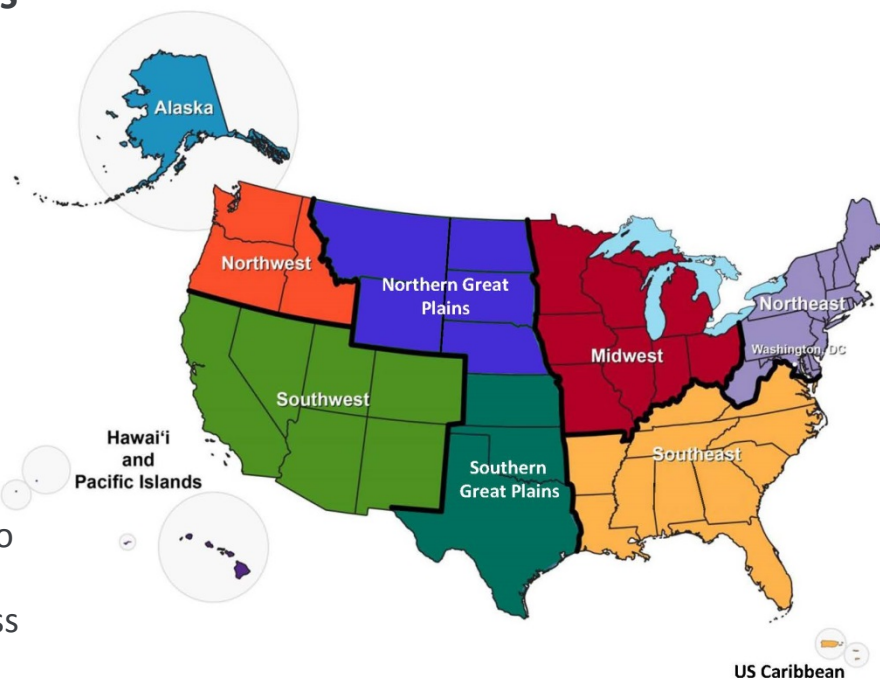 s
Alaska
Northwest
Northern Great
Plains
Northeast
Washington, DC
Midwest
Southwest
Hawai‘i
and
Pacific Islands
Southern
Great Plains
Southeast
o
ss
US Caribbean